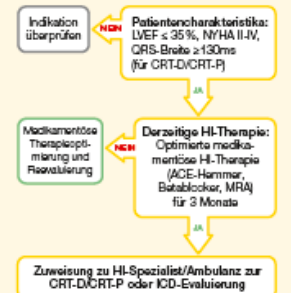 Indikation
überprüfen
NEIN
Patientencharakteristika:
LVEF ≤ 35%, NYHA II-IV,
QRS-Breite ≥130ms
(für CRT-D/CRT-P)
JA
Medikamentöse
Therapieopti-
mierung und
Reevaluierung
NEIN
Derzeitige HI-Therapie:
Optimierte medika-
mentöse HI-Therapie
(ACE-Hemmer,
Betablocker, MRA)
für 3 Monate
JA
Zuweisung zu HI-Spezialist/Ambulanz zur
CRT-D/CRT-P oder ICD-Evaluierung